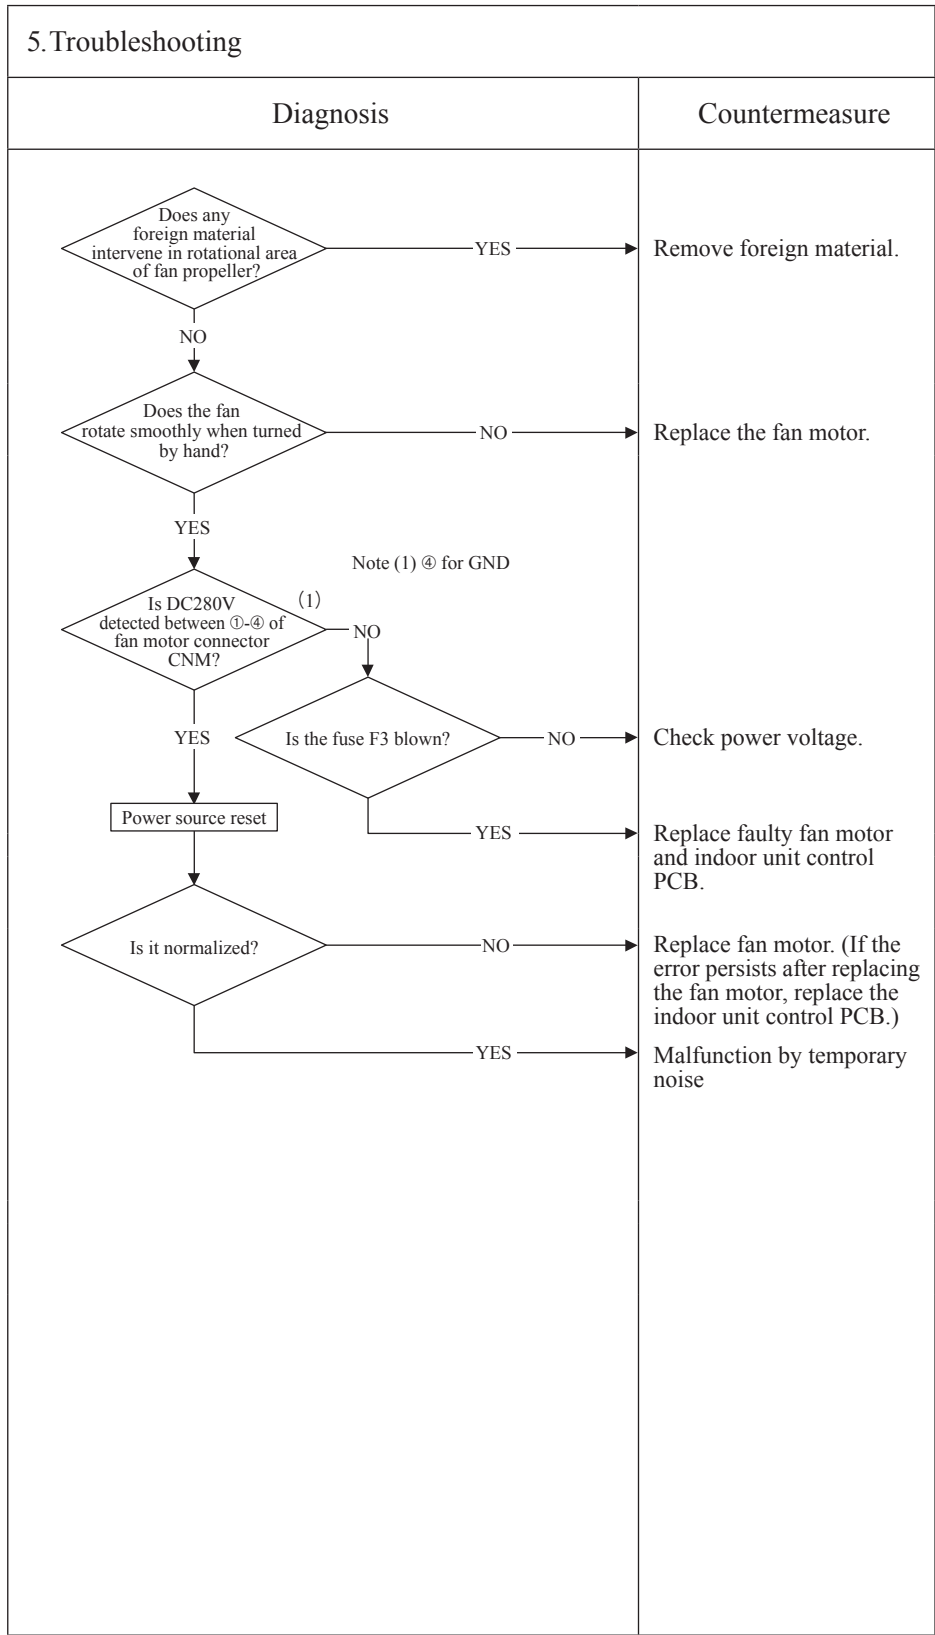 5.Troubleshooting
Diagnosis
Countermeasure
Does any
foreign material
intervene in rotational area
of fan propeller?
YES
Remove foreign material.
NO
Does the fan
rotate smoothly when turned
by hand?
NO
Replace the fan motor.
YES
Note (1) ④ for GND
Is DC280V
detected between ①-④ of
fan motor connector
CNM?
(1)
NO
YES
Is the fuse F3 blown?
NO
Check power voltage.
Power source reset
YES
Replace faulty fan motor
and indoor unit control
PCB.
Is it normalized?
NO
Replace fan motor. (If the
error persists after replacing
the fan motor, replace the
indoor unit control PCB.)
YES
Malfunction by temporary
noise